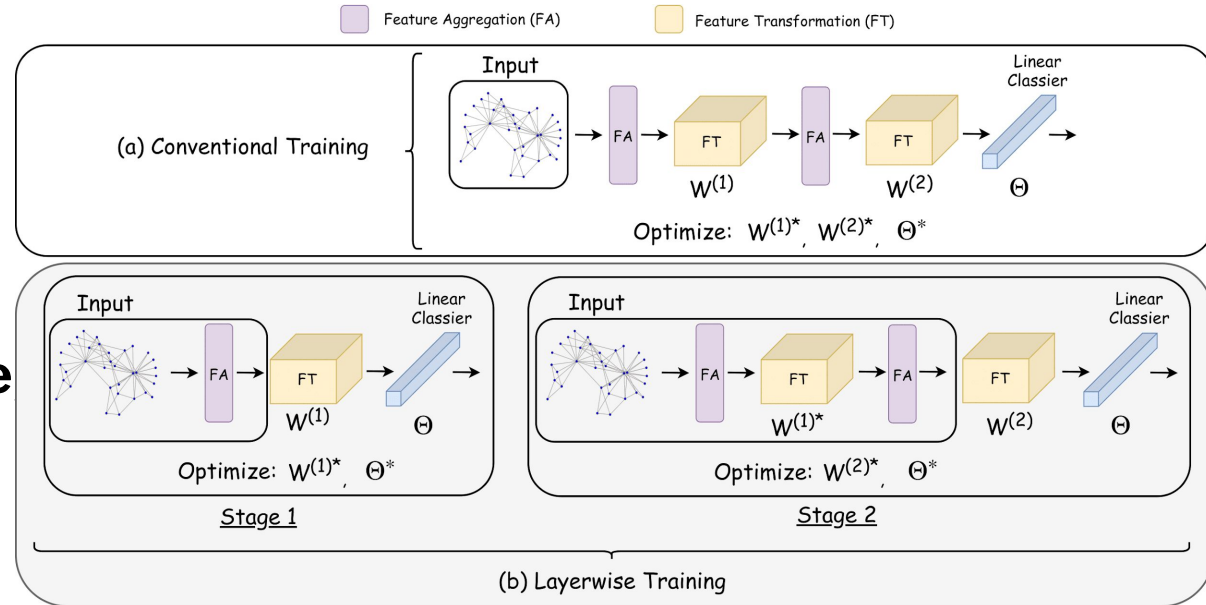 Feature Aggregation (FA)
Feature Transformation (FT)
(a) Conventional Training
Input
FA
FT
W(1)
FA
FT
W(2)
Linear
Classier
Θ
Optimize: W(1)*, W(2)*, Θ*
e
Input
FA
FT
W(1)
Linear
Classier
Θ
Optimize: W(1)*, Θ*
Stage 1
Input
FA
FT
W(1)*
FA
FT
W(2)
Linear
Classier
Θ
Optimize: W(2)*, Θ*
Stage 2
(b) Layerwise Training